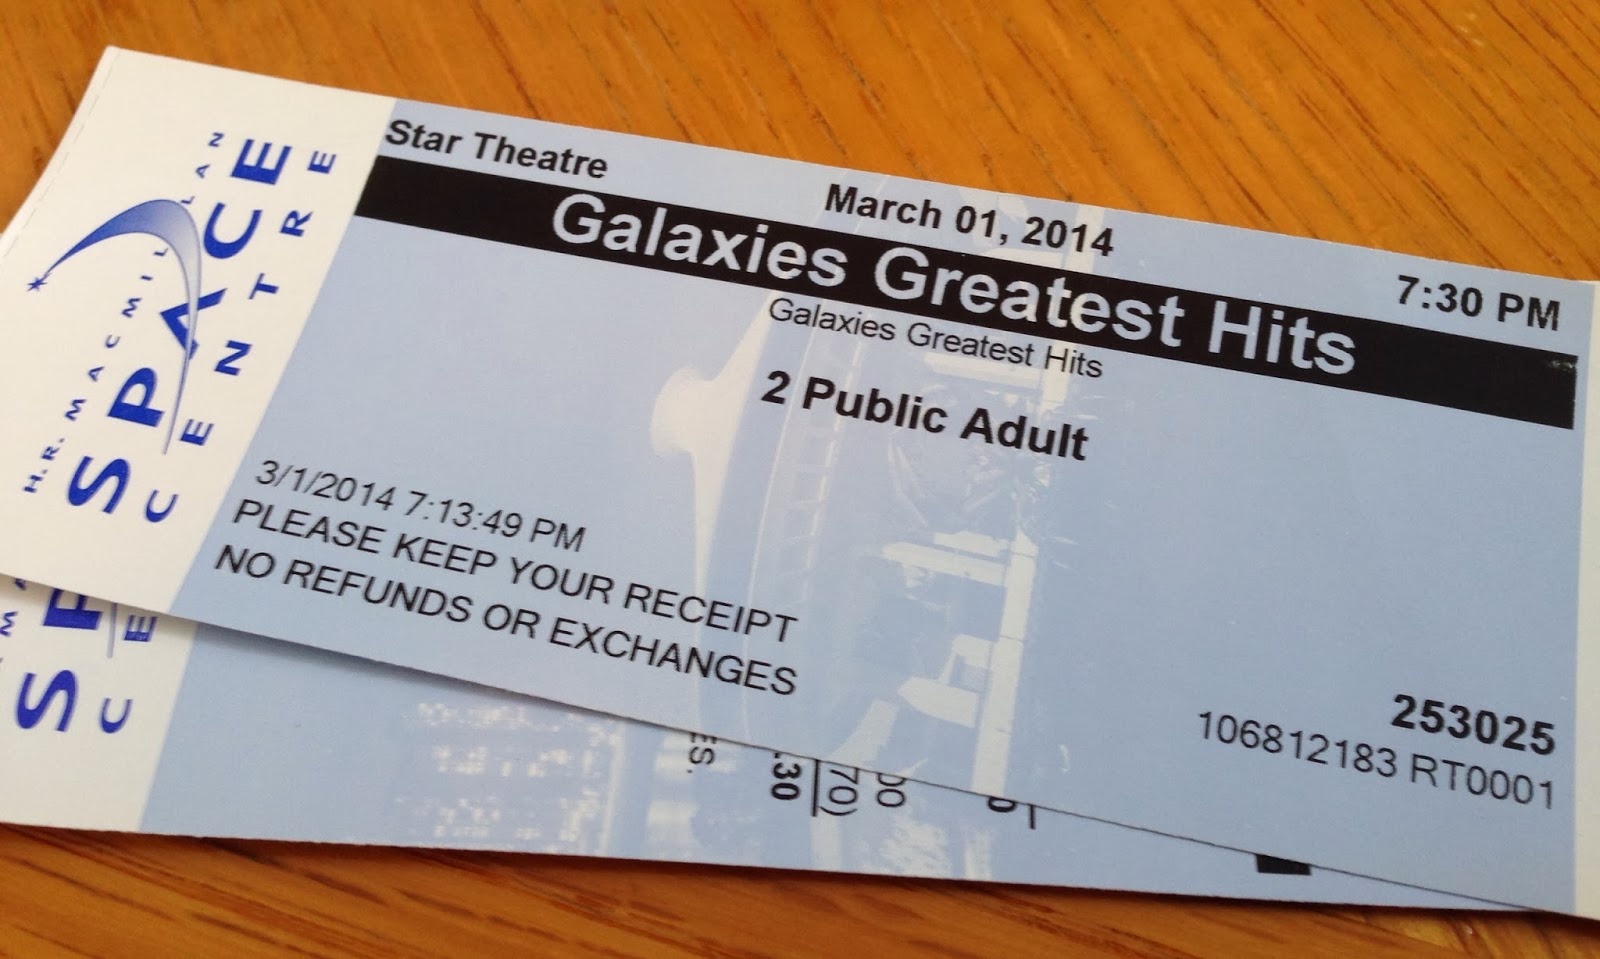 H.R. MACMILLAN
SPACE
CENTRE
Star Theatre
March 01, 2014
7:30 PM
Galaxies Greatest Hits
Galaxies Greatest Hits
2 Public Adult
3/1/2014 7:13:49 PM
PLEASE KEEP YOUR RECEIPT
NO REFUNDS OR EXCHANGES
253025
106812183 RT0001